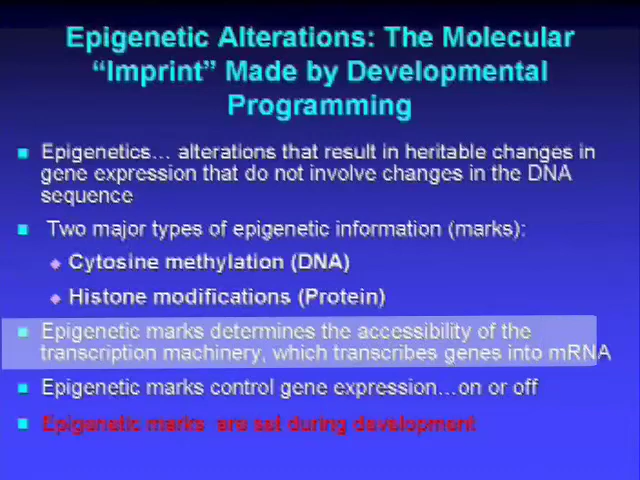 Epigenetic Alterations: The Molecular
“Imprint” Made by Developmental
Programming
Epigenetics… alterations that result in heritable changes in
gene expression that do not involve changes in the DNA
sequence
Two major types of epigenetic information (marks):
Cytosine methylation (DNA)
Histone modifications (Protein)
Epigenetic marks determines the accessibility of the
transcription machinery, which transcribes genes into mRNA
Epigenetic marks control gene expression…on or off
Epigenetic marks are set during development